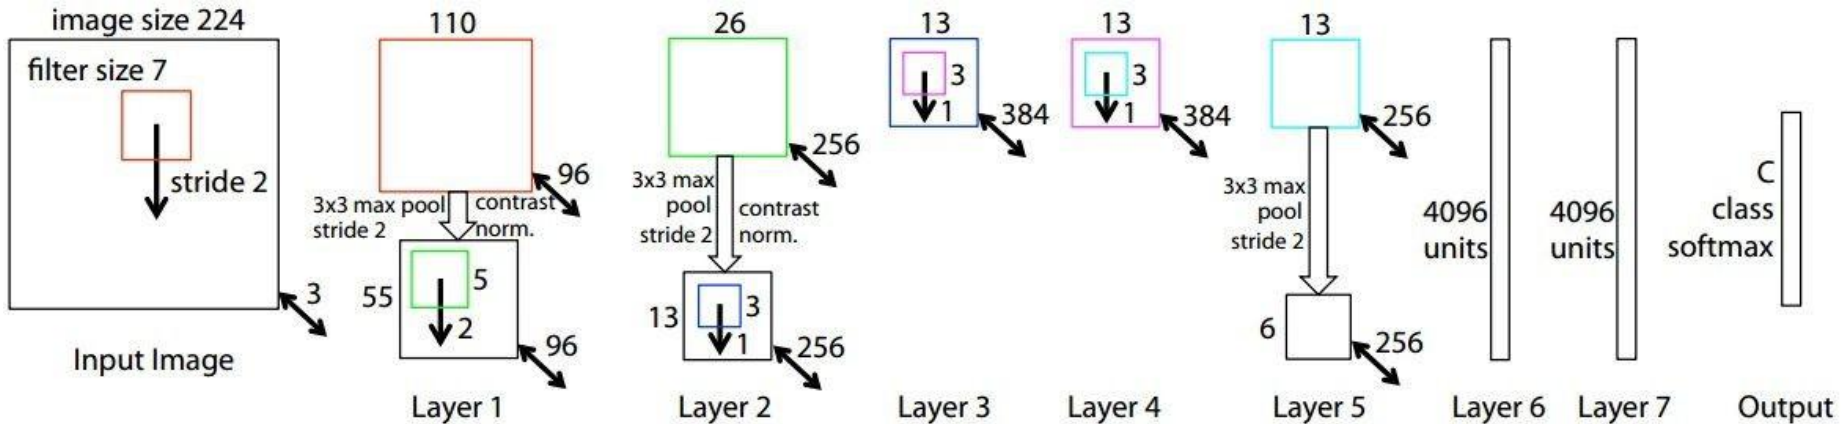 image size 224
filter size 7
stride 2
3
Input Image
110
96
3x3 max pool
stride 2
contrast
norm.
55
5
2
96
Layer 1
26
256
3x3 max
pool
stride 2
contrast
norm.
13
3
1
256
Layer 2
13
3
1
384
Layer 3
13
3
1
384
Layer 4
13
256
3x3 max
pool
stride 2
6
256
Layer 5
4096
units
Layer 6
4096
units
Layer 7
C
class
softmax
Output